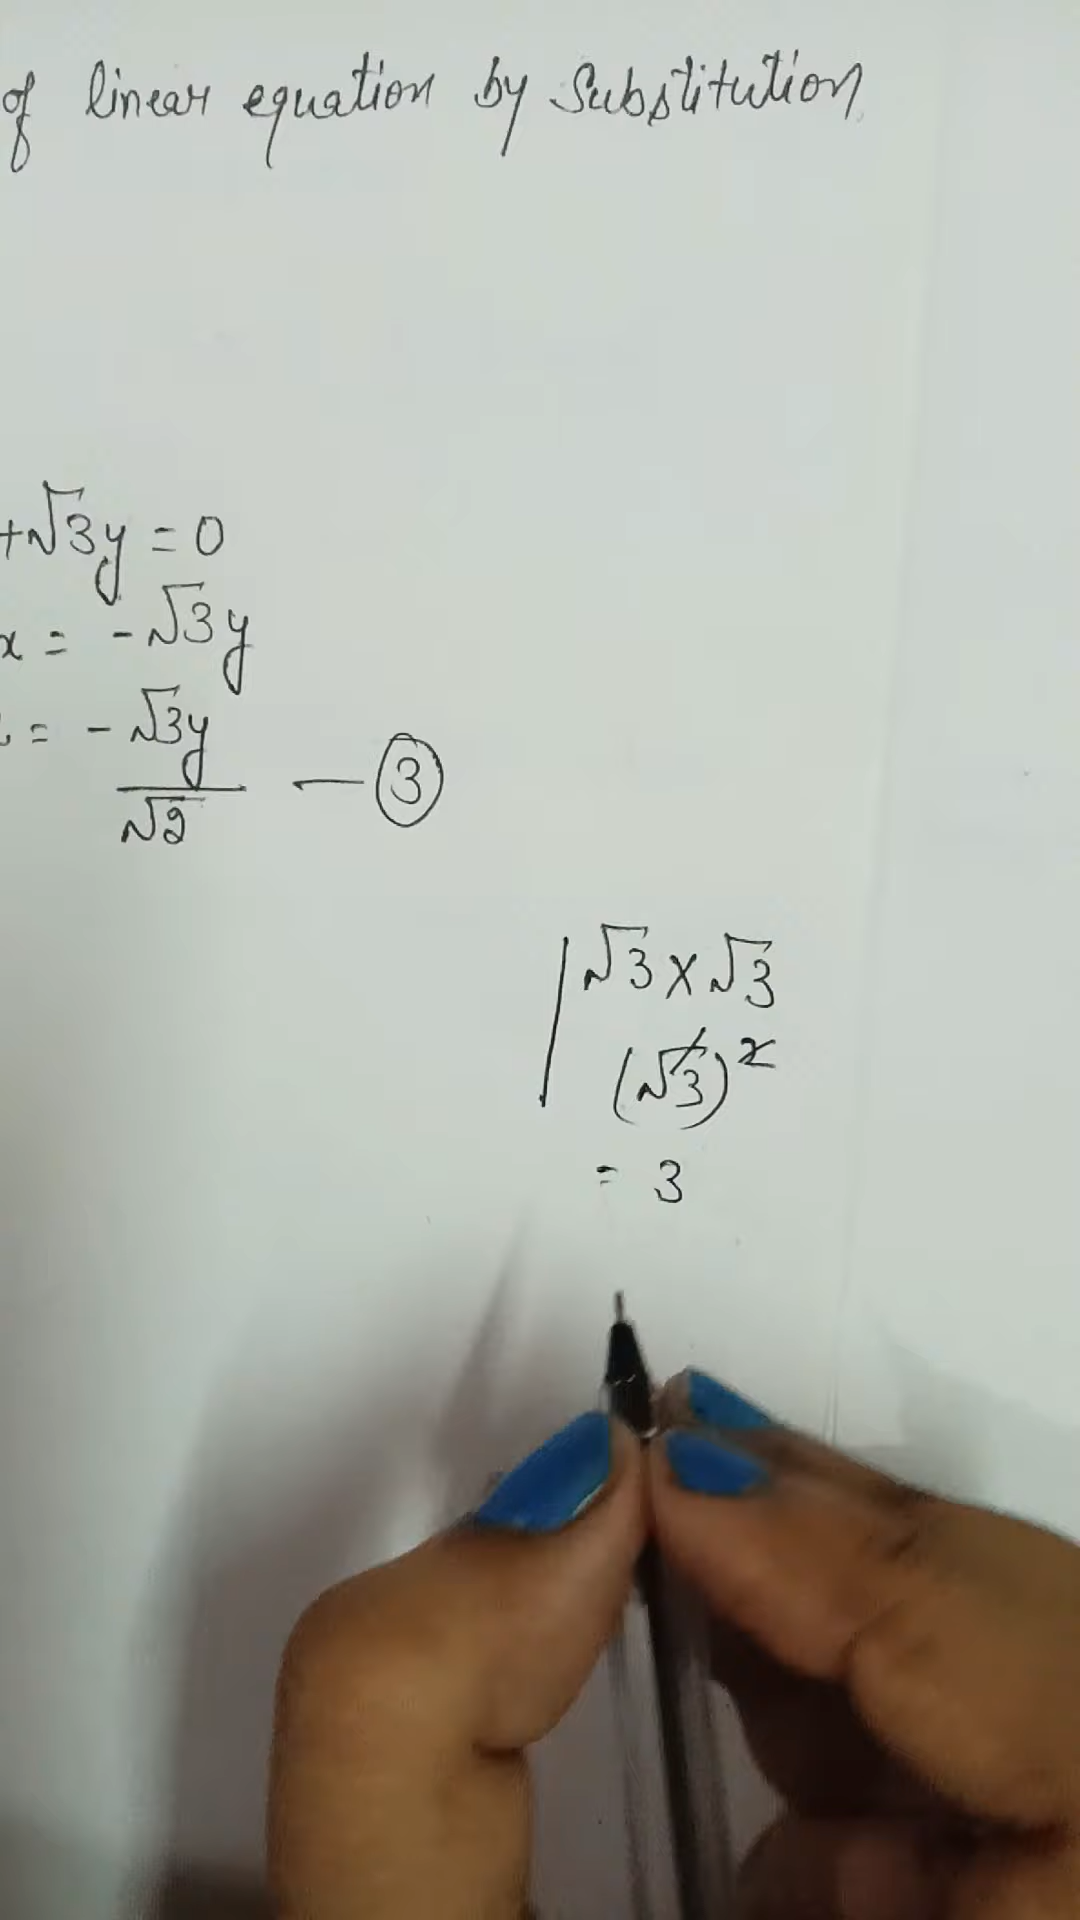 of linear equation by Substitution
+√3y = 0
x = -√3y
= -√3y/√2 — ③
√3 x √3
(√3)²
= 3